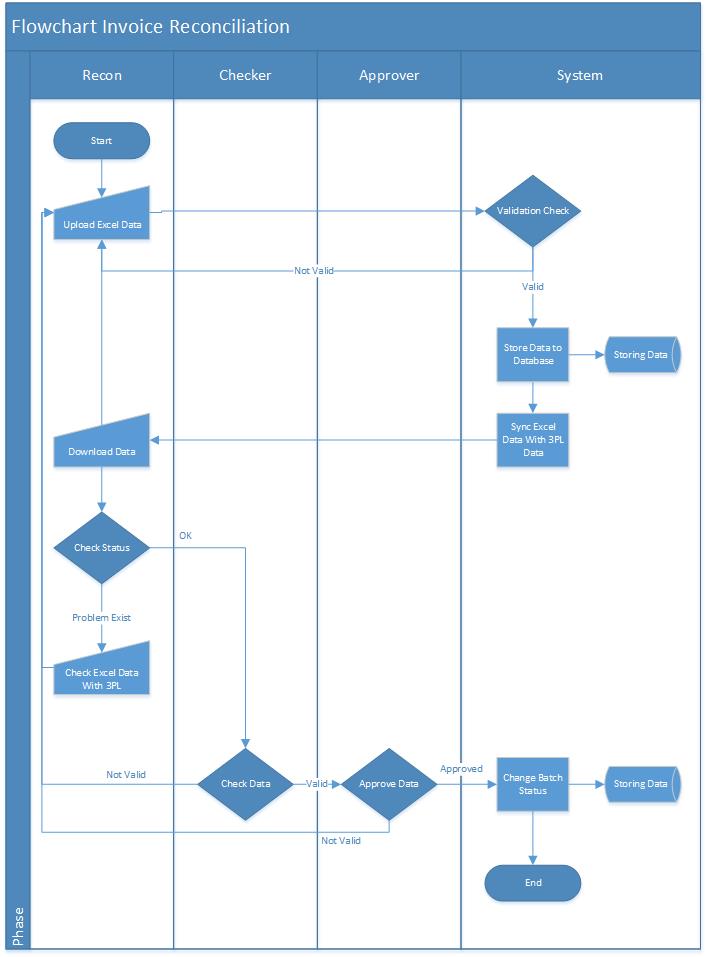 Flowchart Invoice Reconciliation
Recon
Checker
Approver
System
Start
Upload Excel Data
Validation Check
Not Valid
Valid
Store Data to
Database
Storing Data
Sync Excel
Data With 3PL
Data
Download Data
Check Status
OK
Problem Exist
Check Excel Data
With 3PL
Not Valid
Check Data
Valid
Approve Data
Approved
Change Batch
Status
Storing Data
Not Valid
End
Phase